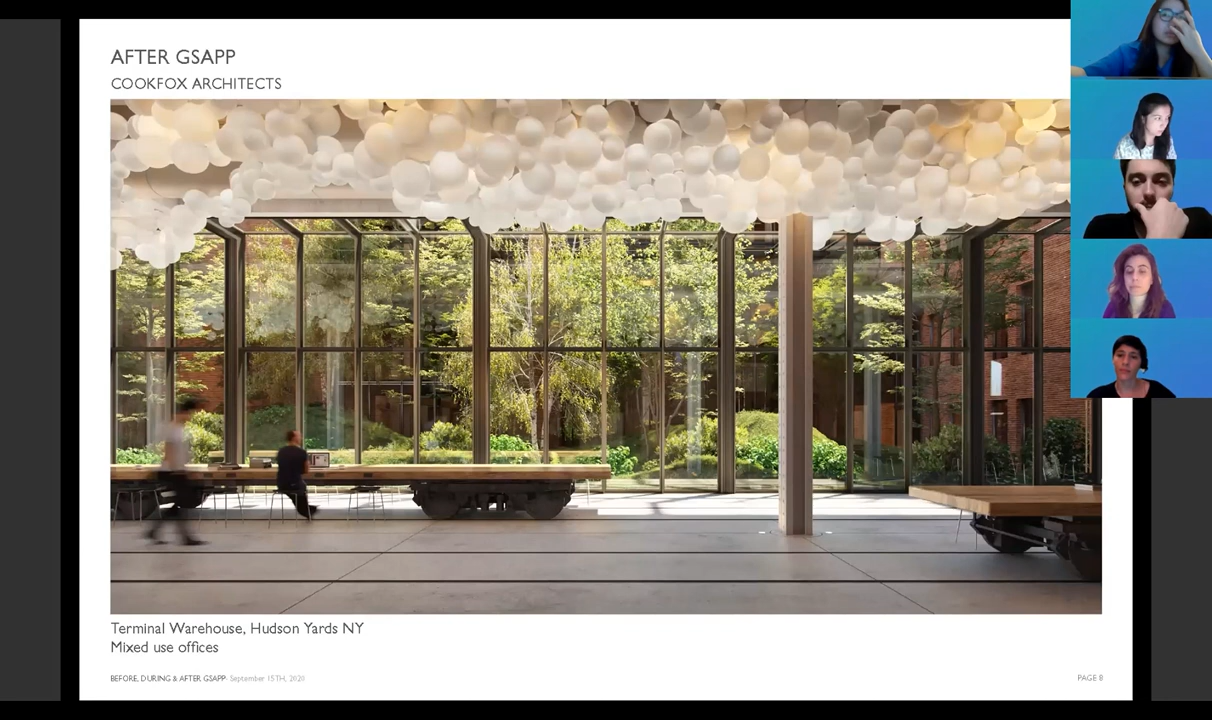 AFTER GSAPP
COOKFOX ARCHITECTS
Terminal Warehouse, Hudson Yards NY
Mixed use offices
BEFORE, DURING & AFTER GSAPP- September 15TH, 2020
PAGE 8